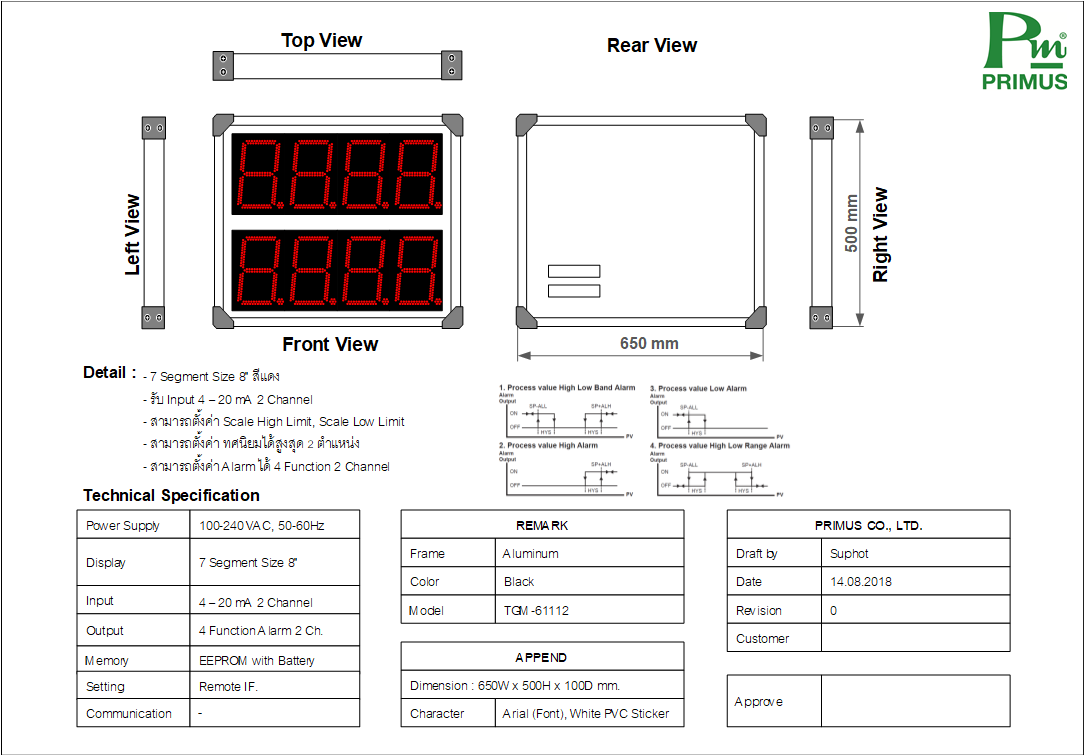 Top View
Rear View
Pm®
PRIMUS
Left View
500 mm
Right View
Front View
650 mm
Detail :
- 7 Segment Size 8" สีแดง
- รับ Input 4 – 20 mA 2 Channel
- สามารถตั้งค่า Scale High Limit, Scale Low Limit
- สามารถตั้งค่า ทศนิยมได้สูงสุด 2 ตำแหน่ง
- สามารถตั้งค่า Alarm ได้ 4 Function 2 Channel
1. Process value High Low Band Alarm
Alarm
Output
SP-ALL
SP+ALH
ON
OFF
HYS
HYS
PV
2. Process value High Alarm
Alarm
Output
SP+ALH
ON
OFF
HYS
PV
3. Process value Low Alarm
Alarm
Output
SP-ALL
ON
OFF
HYS
PV
4. Process value High Low Range Alarm
Alarm
Output
SP-ALL
SP+ALH
ON
OFF
HYS
HYS
PV
Technical Specification
Power Supply 100-240 VAC, 50-60Hz
Display 7 Segment Size 8"
Input 4 – 20 mA 2 Channel
Output 4 Function Alarm 2 Ch.
Memory EEPROM with Battery
Setting Remote IF.
Communication -
REMARK
Frame Aluminum
Color Black
Model TGM-61112
APPEND
Dimension : 650W x 500H x 100D mm.
Character Arial (Font), White PVC Sticker
PRIMUS CO., LTD.
Draft by Suphot
Date 14.08.2018
Revision 0
Customer
Approve